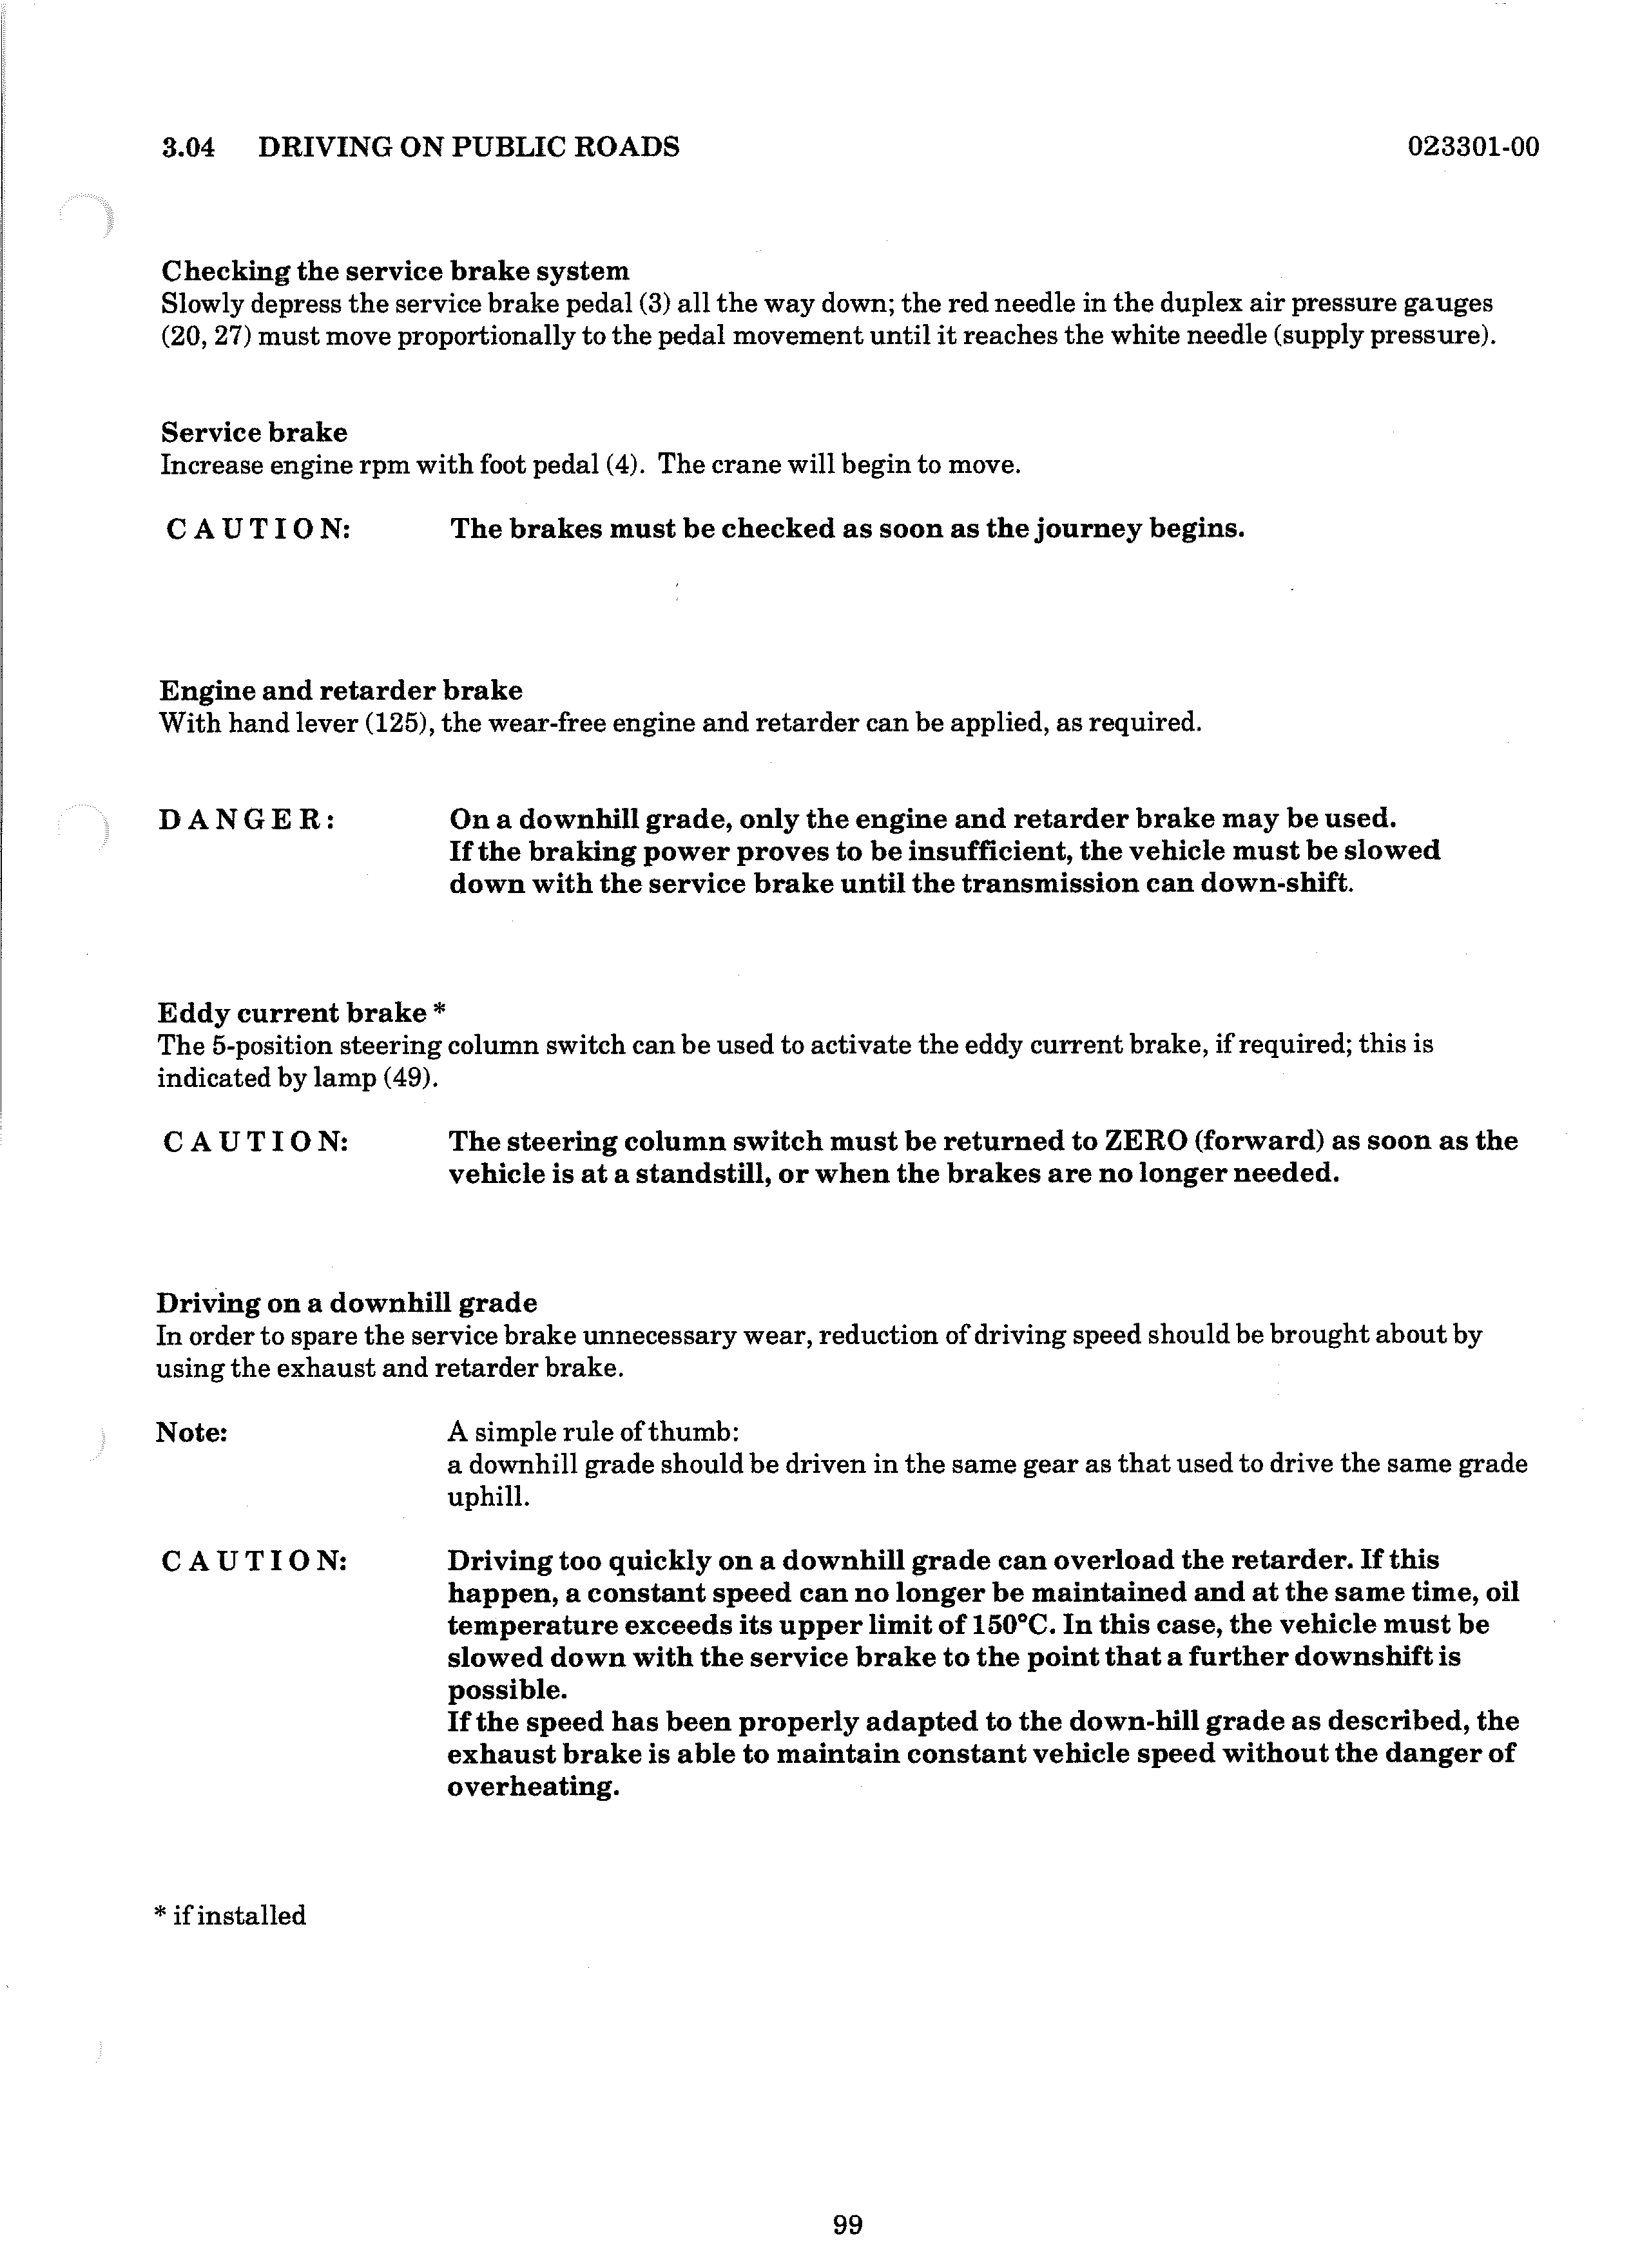 3.04 DRIVING ON PUBLIC ROADS 023301-00
Checking the service brake system
Slowly depress the service brake pedal (3) all the way down; the red needle in the duplex air pressure gauges
(20, 27) must move proportionally to the pedal movement until it reaches the white needle (supply pressure).
Service brake
Increase engine rpm with foot pedal (4). The crane will begin to move.
C A U T I O N: The brakes must be checked as soon as the journey begins.
Engine and retarder brake
With hand lever (125), the wear-free engine and retarder can be applied, as required.
D A N G E R: On a downhill grade, only the engine and retarder brake may be used.
If the braking power proves to be insufficient, the vehicle must be slowed
down with the service brake until the transmission can down-shift.
Eddy current brake *
The 5-position steering column switch can be used to activate the eddy current brake, if required; this is
indicated by lamp (49).
C A U T I O N: The steering column switch must be returned to ZERO (forward) as soon as the
vehicle is at a standstill, or when the brakes are no longer needed.
Driving on a downhill grade
In order to spare the service brake unnecessary wear, reduction of driving speed should be brought about by
using the exhaust and retarder brake.
Note: A simple rule of thumb:
a downhill grade should be driven in the same gear as that used to drive the same grade
uphill.
C A U T I O N: Driving too quickly on a downhill grade can overload the retarder. If this
happen, a constant speed can no longer be maintained and at the same time, oil
temperature exceeds its upper limit of 150°C. In this case, the vehicle must be
slowed down with the service brake to the point that a further downshift is
possible.
If the speed has been properly adapted to the down-hill grade as described, the
exhaust brake is able to maintain constant vehicle speed without the danger of
overheating.
* if installed
99